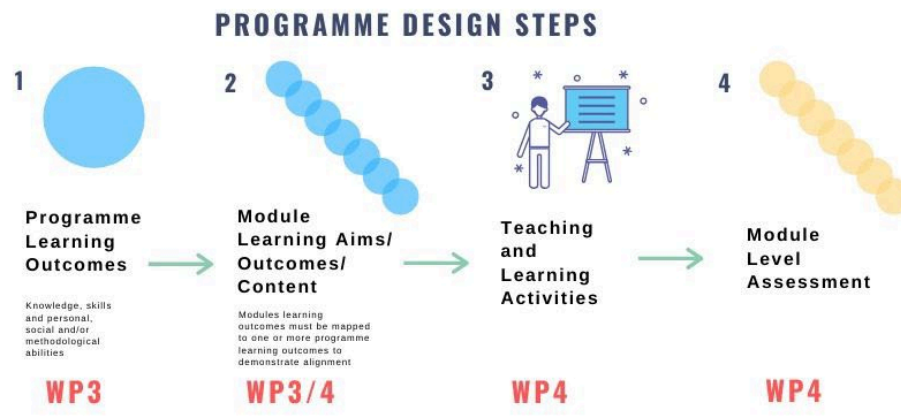 PROGRAMME DESIGN STEPS
1
Programme
Learning
Outcomes
Knowledge, skills
and personal,
social and/or
methodological
abilities
WP3
2
Module
Learning Aims/
Outcomes/
Content
Modules learning
outcomes must be mapped
to one or more programme
learning outcomes to
demonstrate alignment
WP3/4
3
Teaching
and
Learning
Activities
WP4
4
Module
Level
Assessment
WP4